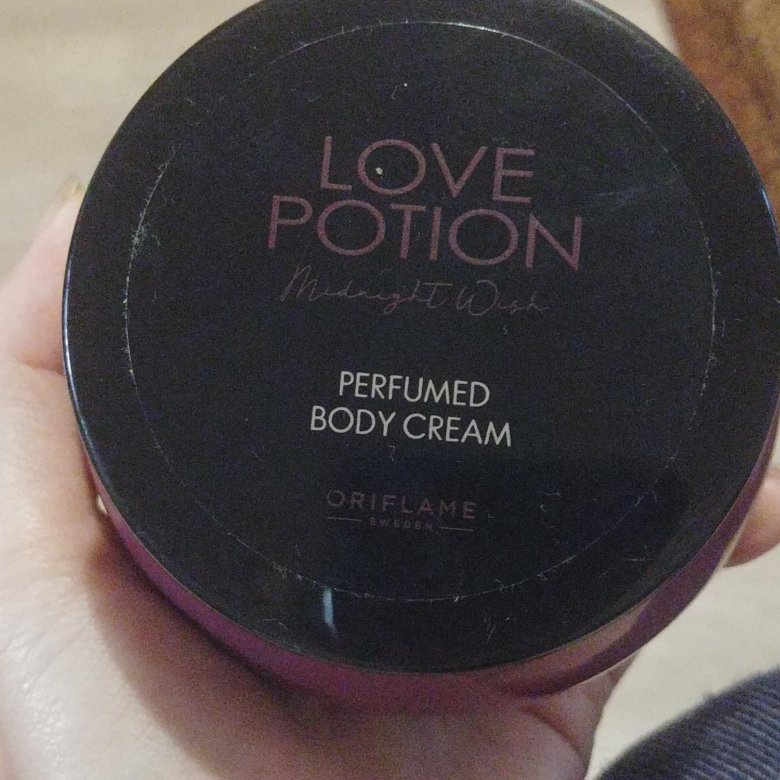 LOVE
POTION
Midnight Wish
PERFUMED
BODY CREAM
ORIFLAME
SWEDEN